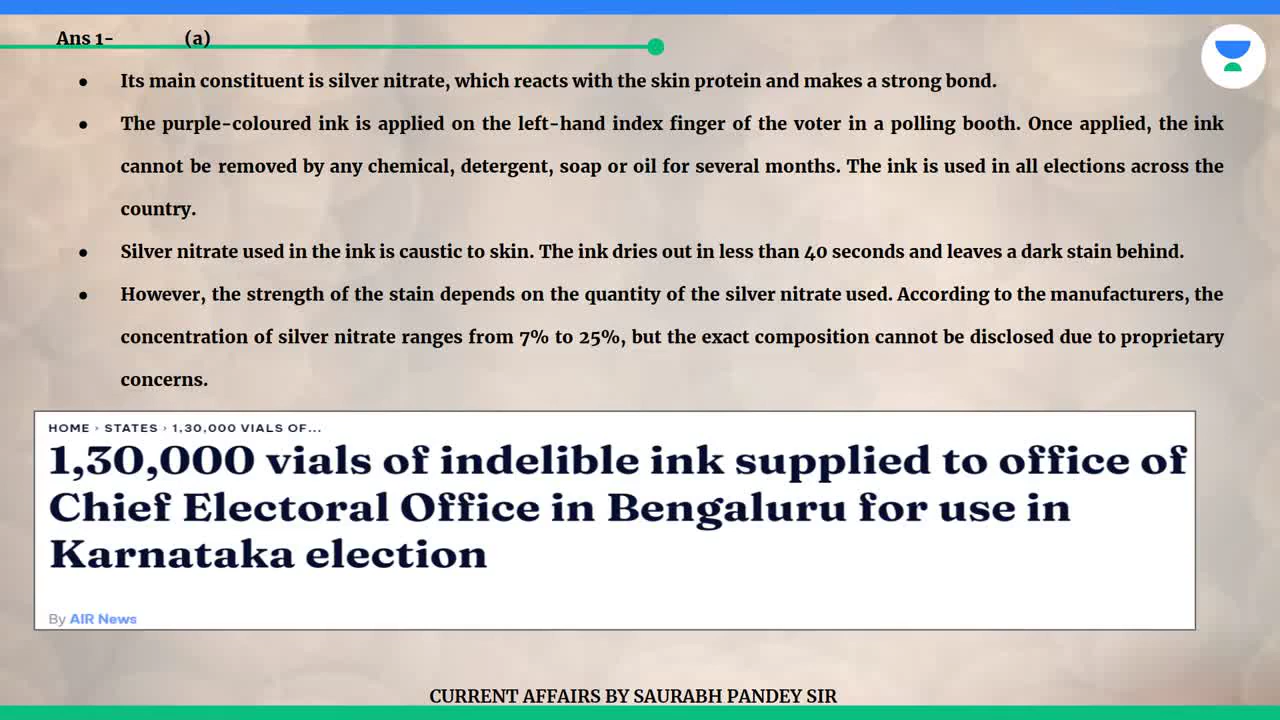 Ans 1- (a)
● Its main constituent is silver nitrate, which reacts with the skin protein and makes a strong bond.
● The purple-coloured ink is applied on the left-hand index finger of the voter in a polling booth. Once applied, the ink
cannot be removed by any chemical, detergent, soap or oil for several months. The ink is used in all elections across the
country.
● Silver nitrate used in the ink is caustic to skin. The ink dries out in less than 40 seconds and leaves a dark stain behind.
● However, the strength of the stain depends on the quantity of the silver nitrate used. According to the manufacturers, the
concentration of silver nitrate ranges from 7% to 25%, but the exact composition cannot be disclosed due to proprietary
concerns.
HOME › STATES › 1,30,000 VIALS OF...
1,30,000 vials of indelible ink supplied to office of
Chief Electoral Office in Bengaluru for use in
Karnataka election
By AIR News
CURRENT AFFAIRS BY SAURABH PANDEY SIR